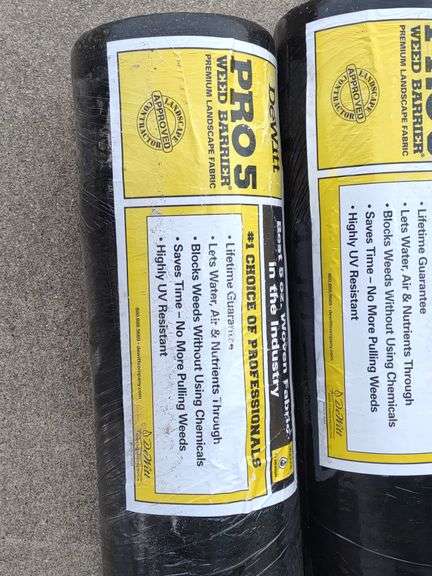 DeWitt
PRO 5
WEED BARRIER®
PREMIUM LANDSCAPE FABRIC
LANDSCAPE
APPROVED
CONTRACTOR
Best 5 oz. Woven Fabric
in the Industry
#1 CHOICE OF PROFESSIONALS
• Lifetime Guarantee
• Lets Water, Air & Nutrients Through
• Blocks Weeds Without Using Chemicals
• Saves Time – No More Pulling Weeds
• Highly UV Resistant
DeWitt
PRO 5
WEED BARRIER®
PREMIUM LANDSCAPE FABRIC
LANDSCAPE
APPROVED
CONTRACTOR
• Lifetime Guarantee
• Lets Water, Air & Nutrients Through
• Blocks Weeds Without Using Chemicals
• Saves Time – No More Pulling Weeds
• Highly UV Resistant
DeWitt